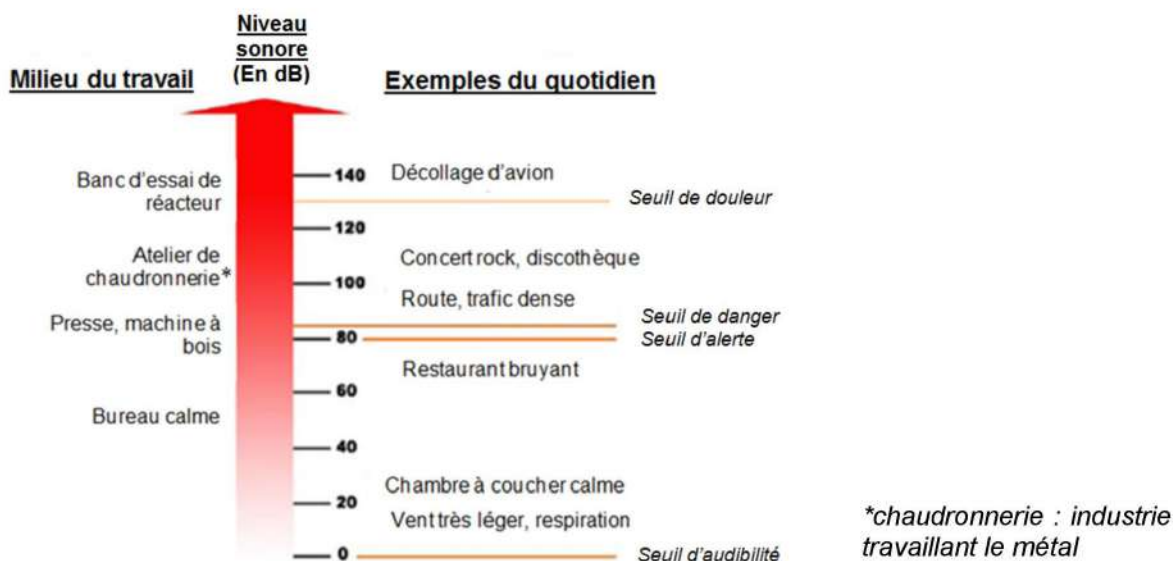 Niveau
sonore
(En dB)
Milieu du travail
Exemples du quotidien
140
Décollage d'avion
Banc d'essai de
réacteur
Seuil de douleur
120
Atelier de
chaudronnerie*
Concert rock, discothèque
100
Route, trafic dense
Presse, machine à
bois
Seuil de danger
80
Seuil d'alerte
Restaurant bruyant
60
Bureau calme
40
Chambre à coucher calme
20
Vent très léger, respiration
0
Seuil d'audibilité
*chaudronnerie : industrie
travaillant le métal